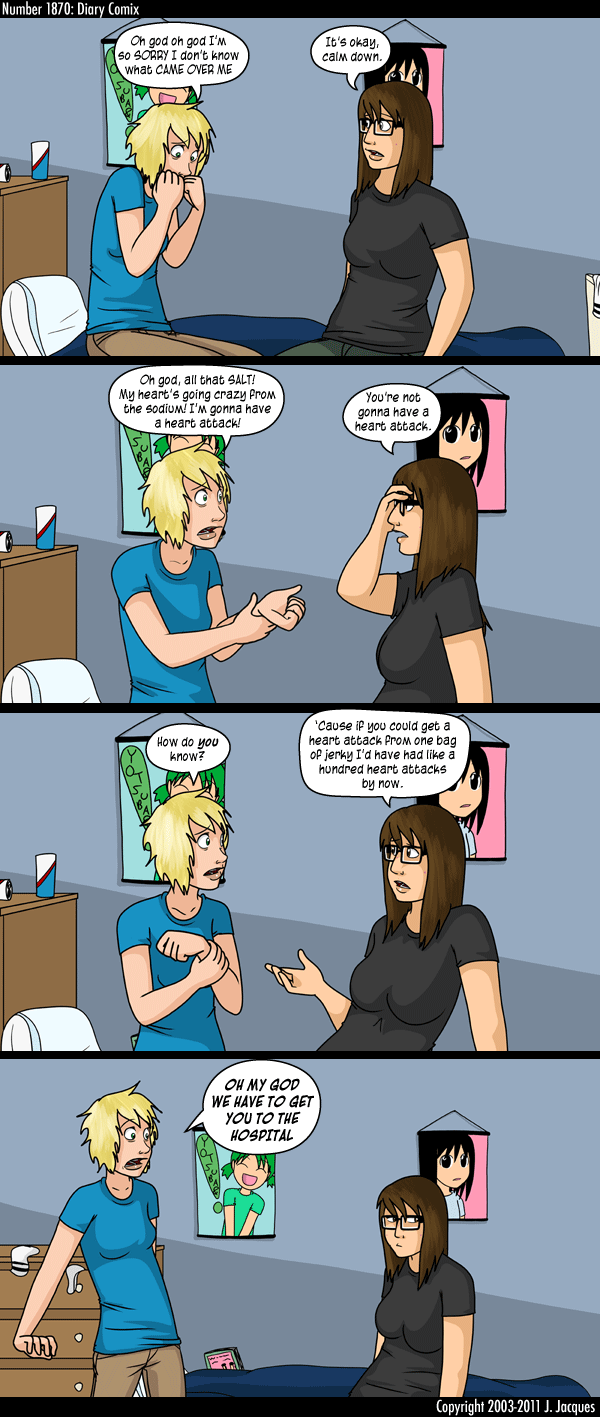 Number 1870: Diary Comix
Oh god oh god I'm
so SORRY I don't know
what CAME OVER ME
It's okay,
calm down.
Oh god, all that SALT!
My heart's going crazy from
the sodium! I'm gonna have
a heart attack!
You're not
gonna have a
heart attack.
How do you
know?
'Cause if you could get a
heart attack from one bag
of jerky I'd have had like a
hundred heart attacks
by now.
YOTSUBA
OH MY GOD
WE HAVE TO GET
YOU TO THE
HOSPITAL
YOTSUBA!
Copyright 2003-2011 J. Jacques